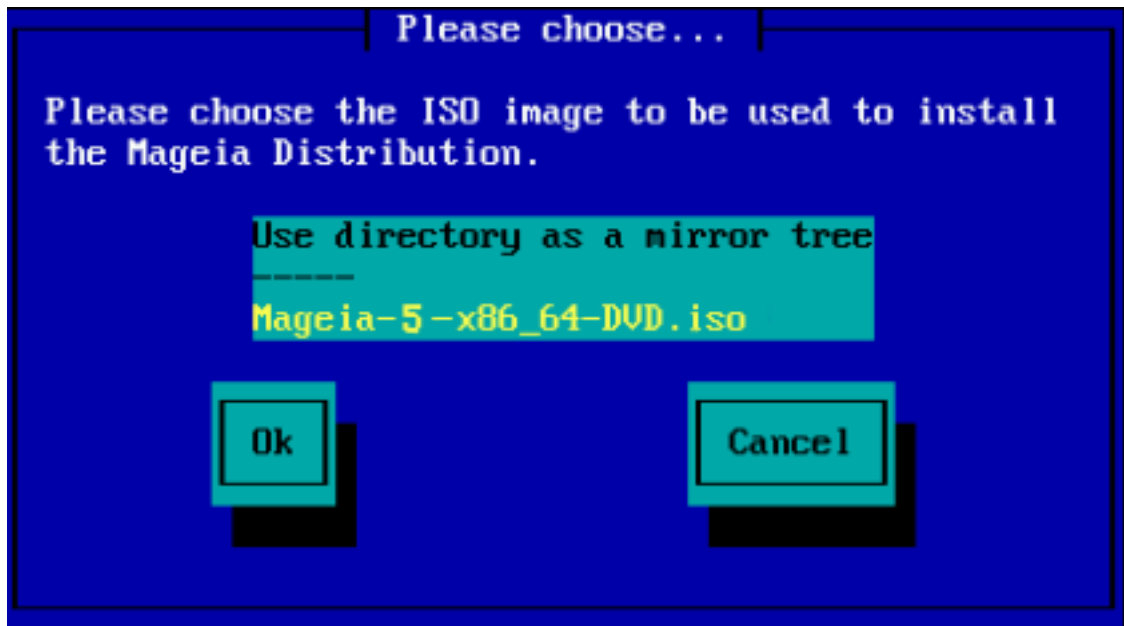 Please choose...
Please choose the ISO image to be used to install
the Mageia Distribution.
Use directory as a mirror tree
-----
Mageia-5-x86_64-DVD.iso
Ok
Cancel